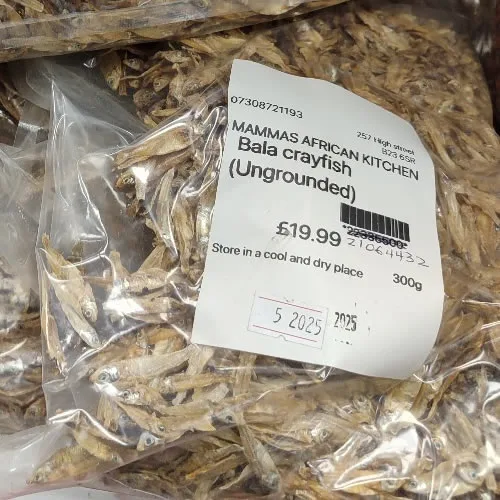 07308721193
257 High street
B23 6SR
MAMMAS AFRICAN KITCHEN
Bala crayfish
(Ungrounded)
£19.99
*22336600*
21064432
Store in a cool and dry place
300g
5 2025
2025